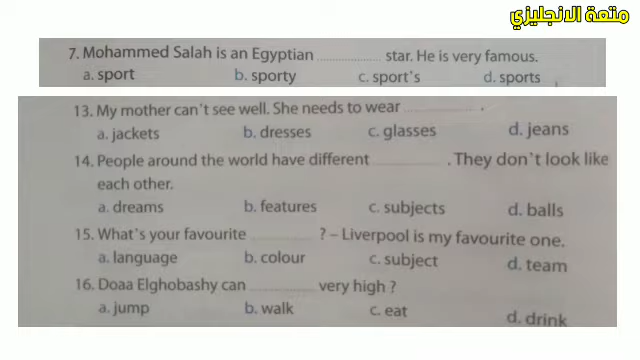 متعة الانجليزي
7. Mohammed Salah is an Egyptian .................. star. He is very famous.
a. sport b. sporty c. sport's d. sports
13. My mother can't see well. She needs to wear .................. .
a. jackets b. dresses c. glasses d. jeans
14. People around the world have different .................. . They don't look like
each other.
a. dreams b. features c. subjects d. balls
15. What's your favourite .................. ? – Liverpool is my favourite one.
a. language b. colour c. subject d. team
16. Doaa Elghobashy can .................. very high ?
a. jump b. walk c. eat d. drink